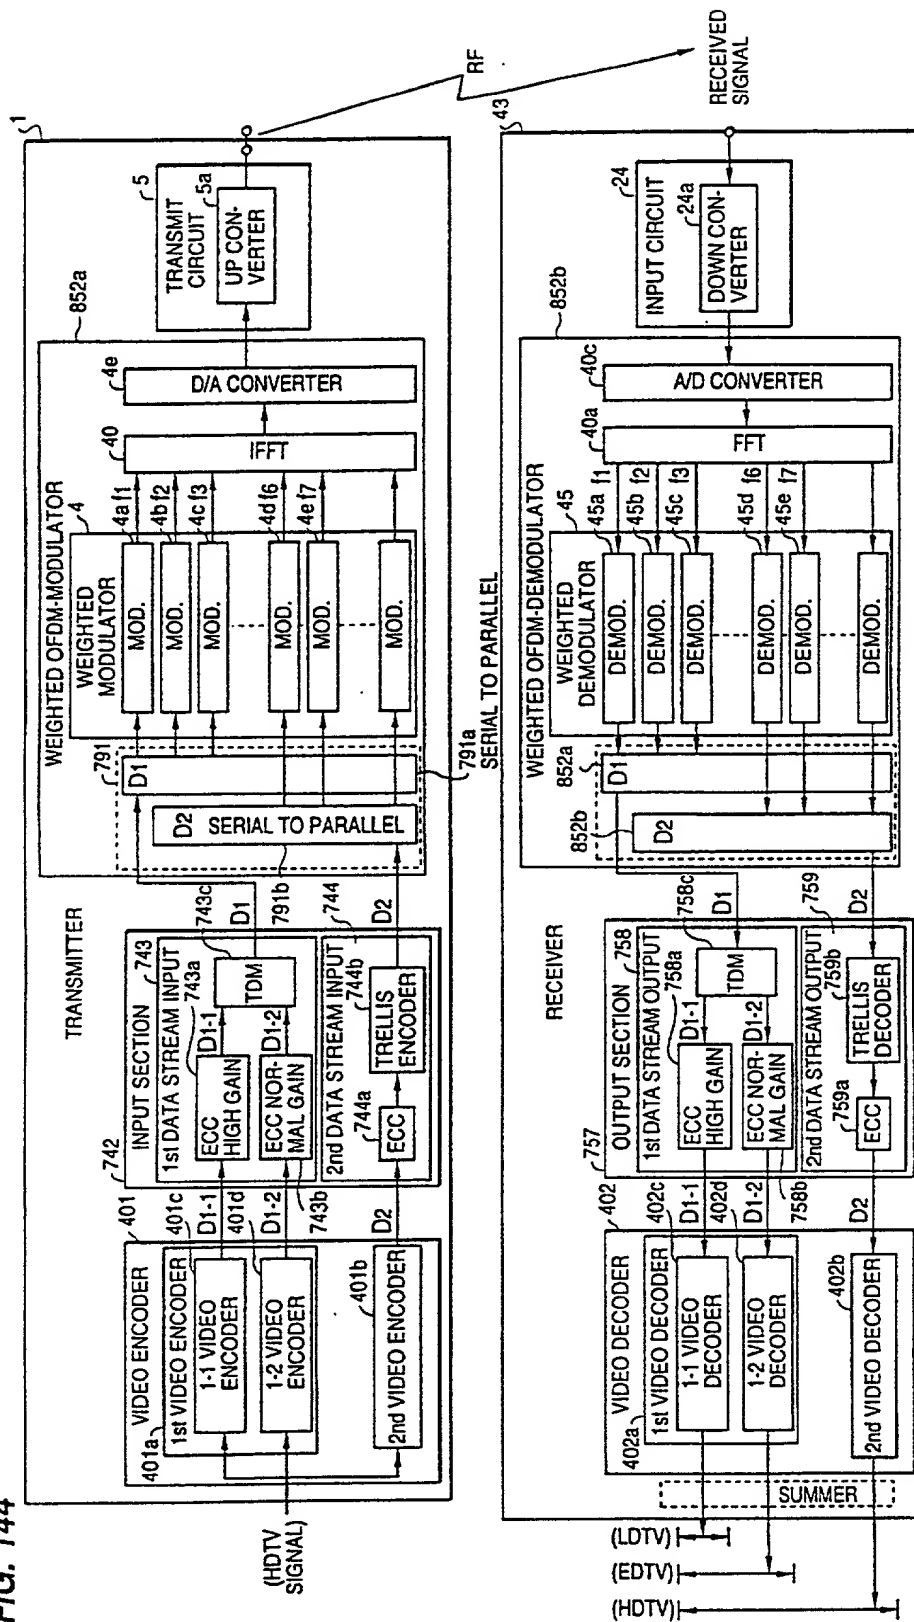 FIG. 144
TRANSMITTER
1
(HDTV
SIGNAL)
401
VIDEO ENCODER
401a
1st VIDEO ENCODER
401c
1-1 VIDEO
ENCODER
401d
1-2 VIDEO
ENCODER
401b
2nd VIDEO ENCODER
D1-1
D1-2
D2
742
INPUT SECTION
743
1st DATA STREAM INPUT
743a
ECC
HIGH GAIN
743b
ECC NOR-
MAL GAIN
D1-1
D1-2
743c
TDM
D1
744
2nd DATA STREAM INPUT
744a
ECC
744b
TRELLIS
ENCODER
D2
WEIGHTED OFDM-MODULATOR
852a
791
D1
791a
SERIAL TO PARALLEL
D2
SERIAL TO PARALLEL
791b
WEIGHTED
MODULATOR
4
MOD.
MOD.
MOD.
MOD.
MOD.
MOD.
4a f1
4b f2
4c f3
4d f6
4e f7
40
IFFT
4e
D/A CONVERTER
5
TRANSMIT
CIRCUIT
5a
UP CON-
VERTER
RF
RECEIVED
SIGNAL
RECEIVER
43
24
INPUT CIRCUIT
24a
DOWN CON-
VERTER
WEIGHTED OFDM-DEMODULATOR
852b
40c
A/D CONVERTER
40a
FFT
WEIGHTED
DEMODULATOR
45
45a f1
45b f2
45c f3
45d f6
45e f7
DEMOD.
DEMOD.
DEMOD.
DEMOD.
DEMOD.
DEMOD.
852a
D1
852b
D2
757
OUTPUT SECTION
758
1st DATA STREAM OUTPUT
758a
ECC
HIGH GAIN
758b
ECC NOR-
MAL GAIN
D1-1
D1-2
758c
TDM
D1
759
2nd DATA STREAM OUTPUT
759a
ECC
759b
TRELLIS
DECODER
D2
402
VIDEO DECODER
402a
1st VIDEO DECODER
402c
1-1 VIDEO
DECODER
402d
1-2 VIDEO
DECODER
402b
2nd VIDEO DECODER
D1-1
D1-2
D2
SUMMER
(LDTV)
(EDTV)
(HDTV)